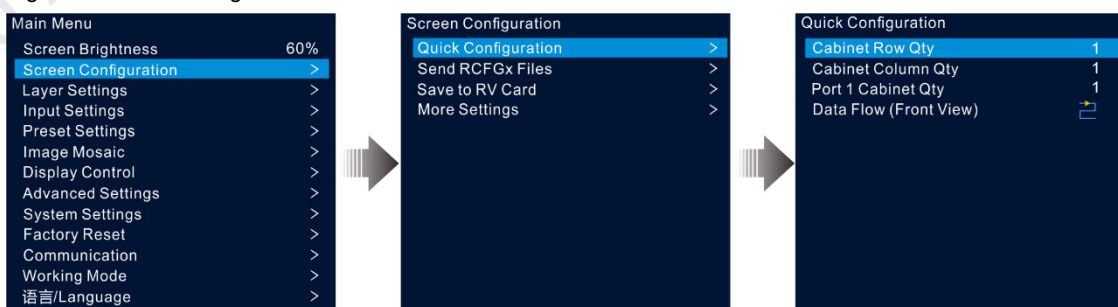 Main Menu
Screen Brightness 60%
Screen Configuration >
Layer Settings >
Input Settings >
Preset Settings >
Image Mosaic >
Display Control >
Advanced Settings >
System Settings >
Factory Reset >
Communication >
Working Mode >
语言/Language >
Screen Configuration
Quick Configuration >
Send RCFGx Files >
Save to RV Card >
More Settings >
Quick Configuration
Cabinet Row Qty 1
Cabinet Column Qty 1
Port 1 Cabinet Qty 1
Data Flow (Front View)